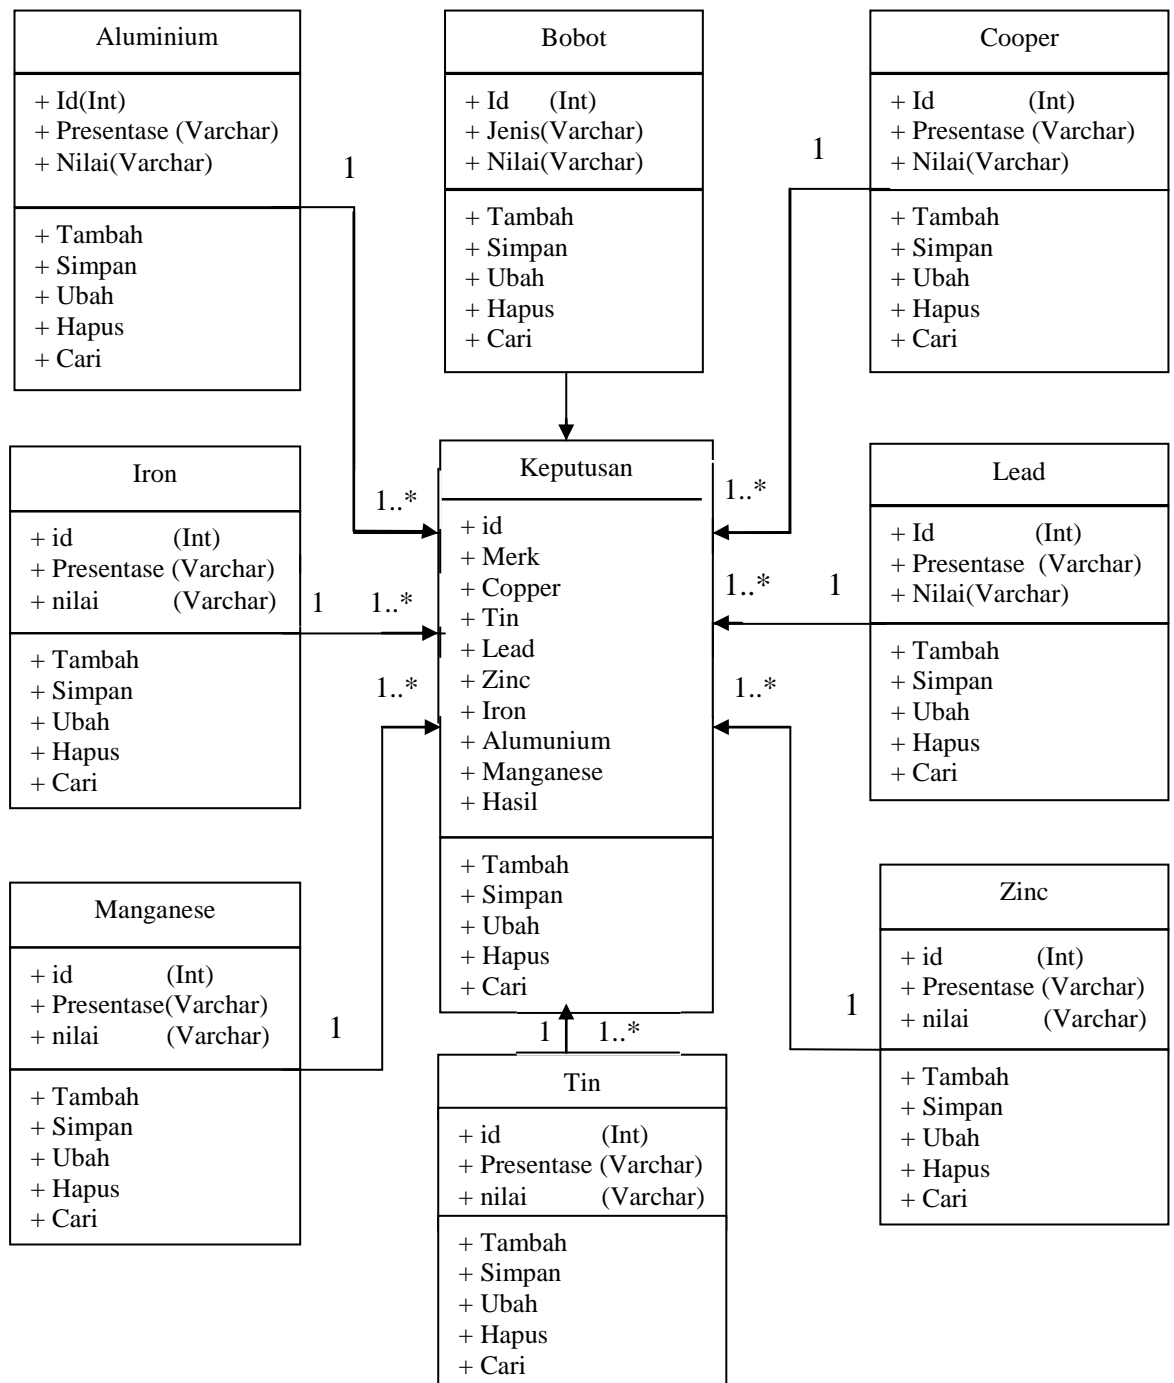 Aluminium
+ Id(Int)
+ Presentase (Varchar)
+ Nilai(Varchar)
+ Tambah
+ Simpan
+ Ubah
+ Hapus
+ Cari
1
1..*
Bobot
+ Id (Int)
+ Jenis(Varchar)
+ Nilai(Varchar)
+ Tambah
+ Simpan
+ Ubah
+ Hapus
+ Cari
Cooper
+ Id (Int)
+ Presentase (Varchar)
+ Nilai(Varchar)
+ Tambah
+ Simpan
+ Ubah
+ Hapus
+ Cari
1
1..*
Iron
+ id (Int)
+ Presentase (Varchar)
+ nilai (Varchar)
+ Tambah
+ Simpan
+ Ubah
+ Hapus
+ Cari
1 1..*
Keputusan
+ id
+ Merk
+ Copper
+ Tin
+ Lead
+ Zinc
+ Iron
+ Alumunium
+ Manganese
+ Hasil
+ Tambah
+ Simpan
+ Ubah
+ Hapus
+ Cari
Lead
+ Id (Int)
+ Presentase (Varchar)
+ Nilai(Varchar)
+ Tambah
+ Simpan
+ Ubah
+ Hapus
+ Cari
1..* 1
Manganese
+ id (Int)
+ Presentase(Varchar)
+ nilai (Varchar)
+ Tambah
+ Simpan
+ Ubah
+ Hapus
+ Cari
1
1..*
Tin
+ id (Int)
+ Presentase (Varchar)
+ nilai (Varchar)
+ Tambah
+ Simpan
+ Ubah
+ Hapus
+ Cari
1 1..*
Zinc
+ id (Int)
+ Presentase (Varchar)
+ nilai (Varchar)
+ Tambah
+ Simpan
+ Ubah
+ Hapus
+ Cari
1
1..*